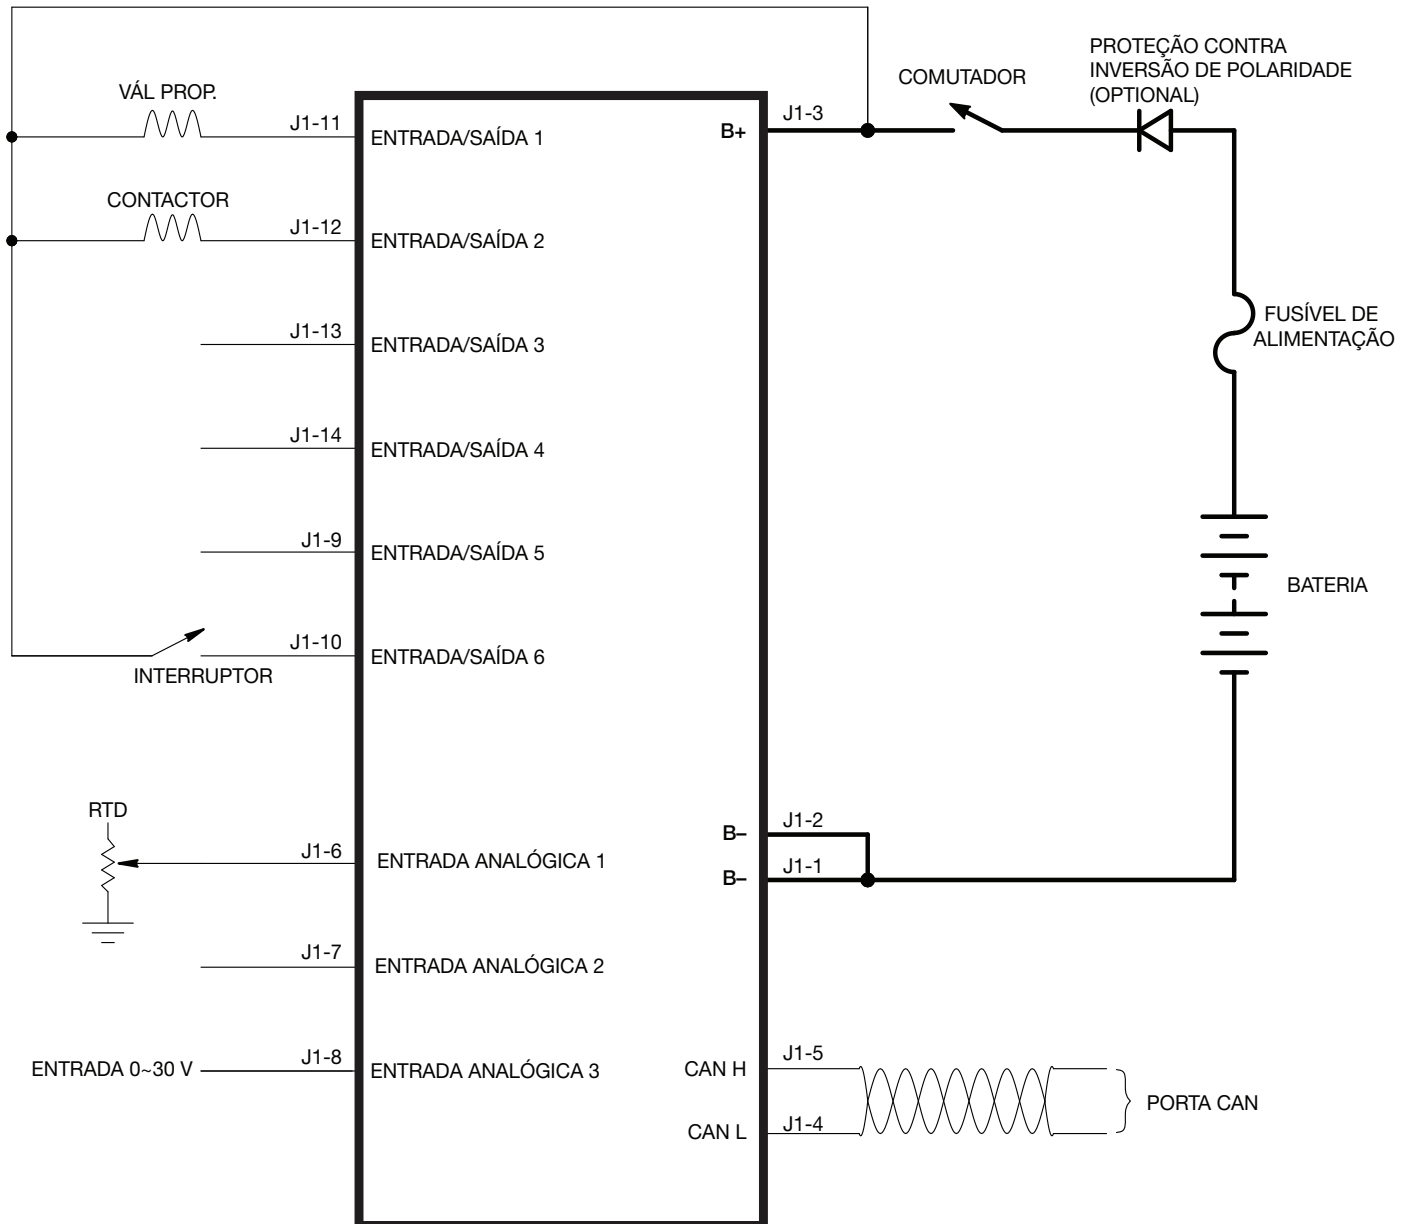 PROTEÇÃO CONTRA
INVERSÃO DE POLARIDADE
(OPTIONAL)
COMUTADOR
VÁL PROP.
J1-11
ENTRADA/SAÍDA 1
B+
J1-3
CONTACTOR
J1-12
ENTRADA/SAÍDA 2
J1-13
ENTRADA/SAÍDA 3
FUSÍVEL DE
ALIMENTAÇÃO
J1-14
ENTRADA/SAÍDA 4
J1-9
ENTRADA/SAÍDA 5
BATERIA
J1-10
ENTRADA/SAÍDA 6
INTERRUPTOR
RTD
J1-6
ENTRADA ANALÓGICA 1
B–
J1-2
B–
J1-1
J1-7
ENTRADA ANALÓGICA 2
ENTRADA 0~30 V
J1-8
ENTRADA ANALÓGICA 3
CAN H
J1-5
CAN L
J1-4
PORTA CAN